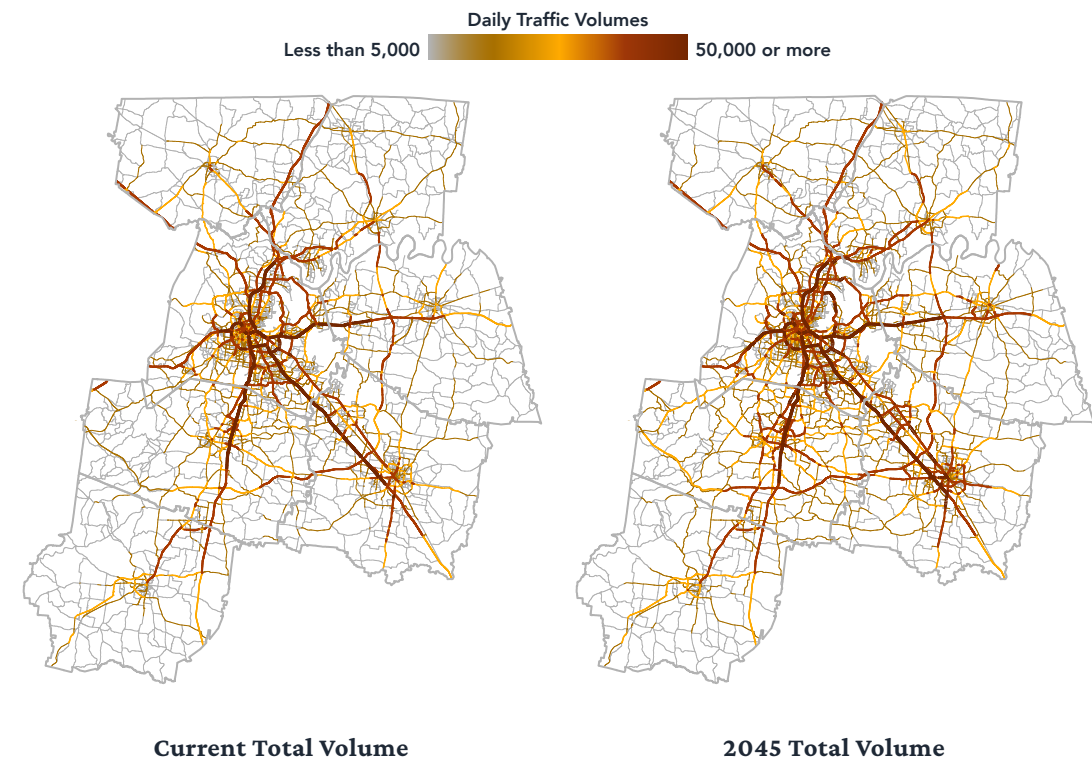 Daily Traffic Volumes
Less than 5,000
50,000 or more
Current Total Volume
2045 Total Volume